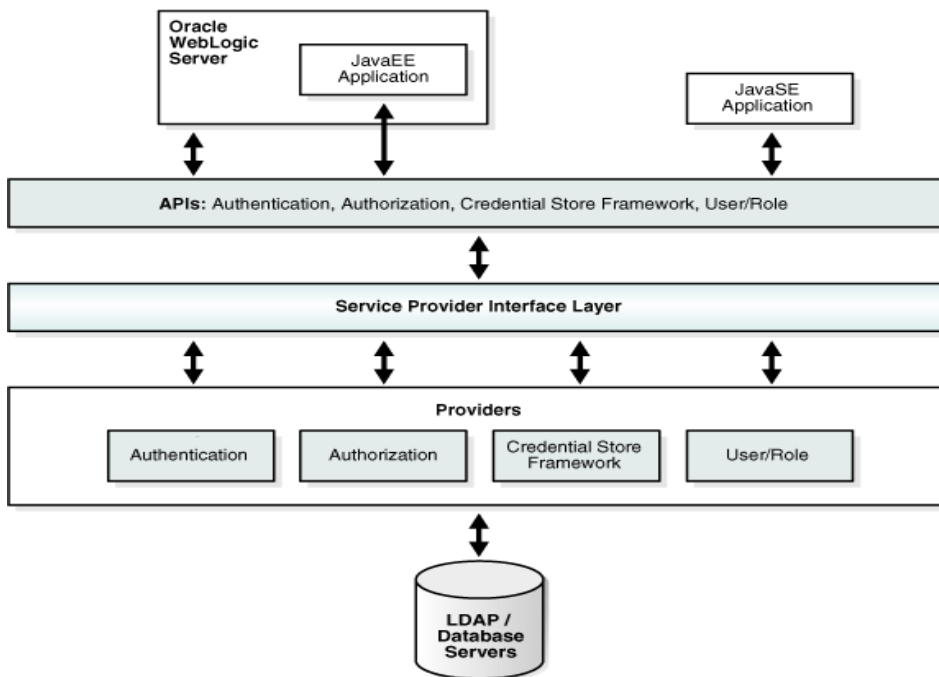 Oracle
WebLogic
Server
JavaEE
Application
JavaSE
Application
APIs: Authentication, Authorization, Credential Store Framework, User/Role
Service Provider Interface Layer
Providers
Authentication
Authorization
Credential Store
Framework
User/Role
LDAP /
Database
Servers